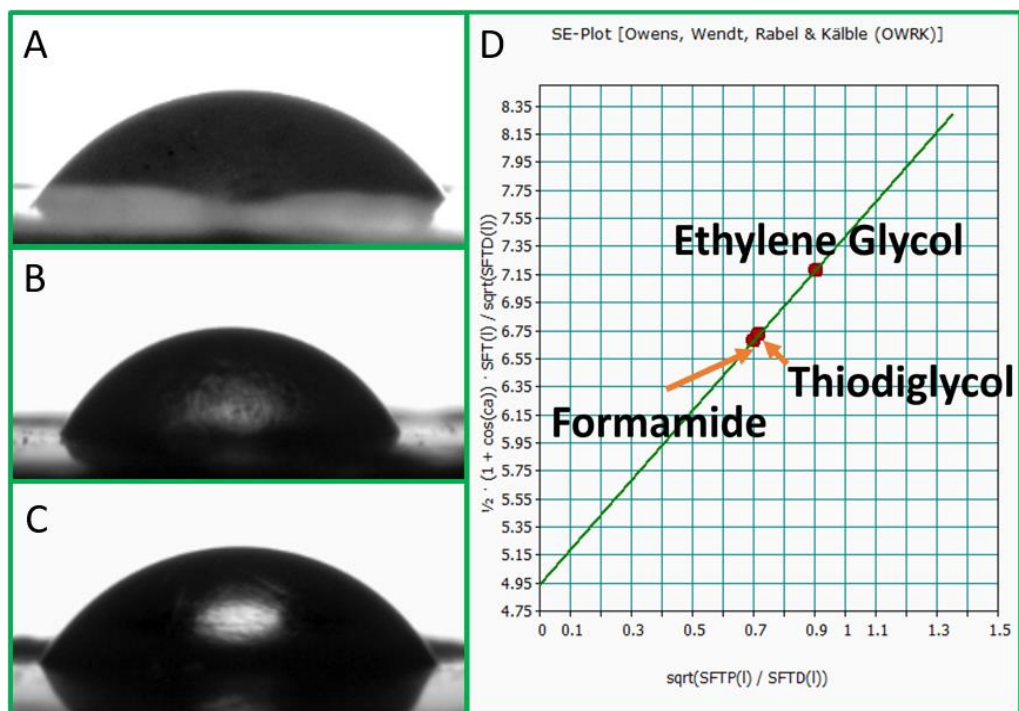 A
B
C
D
SE-Plot [Owens, Wendt, Rabel & Kälble (OWRK)]
½ · (1 + cos(ca)) · SFT(l) / sqrt(SFTD(l))
8.35
8.15
7.95
7.75
7.55
7.35
7.15
6.95
6.75
6.55
6.35
6.15
5.95
5.75
5.55
5.35
5.15
4.95
4.75
Ethylene Glycol
Thiodiglycol
Formamide
0 0.1 0.3 0.5 0.7 0.9 1 1.1 1.3 1.5
sqrt(SFTP(l) / SFTD(l))